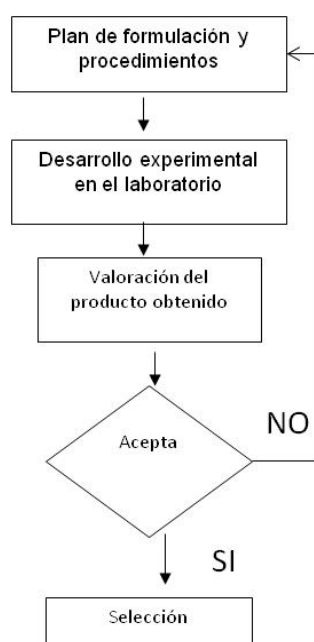 Plan de formulación y
procedimientos
Desarrollo experimental
en el laboratorio
Valoración del
producto obtenido
Acepta
NO
SI
Selección